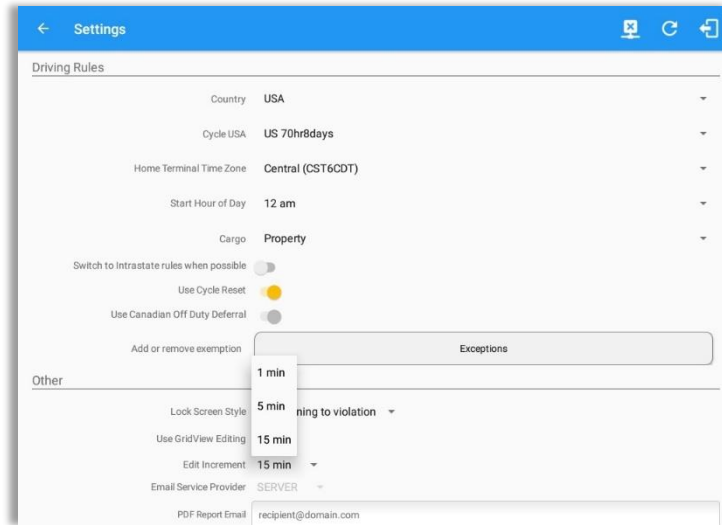 Settings
Driving Rules
Country USA
Cycle USA US 70hr8days
Home Terminal Time Zone Central (CST6CDT)
Start Hour of Day 12 am
Cargo Property
Switch to Intrastate rules when possible
Use Cycle Reset
Use Canadian Off Duty Deferral
Add or remove exemption Exceptions
1 min
Other
Lock Screen Style 5 min ning to violation
Use GridView Editing 15 min
Edit Increment 15 min
Email Service Provider SERVER
PDF Report Email recipient@domain.com